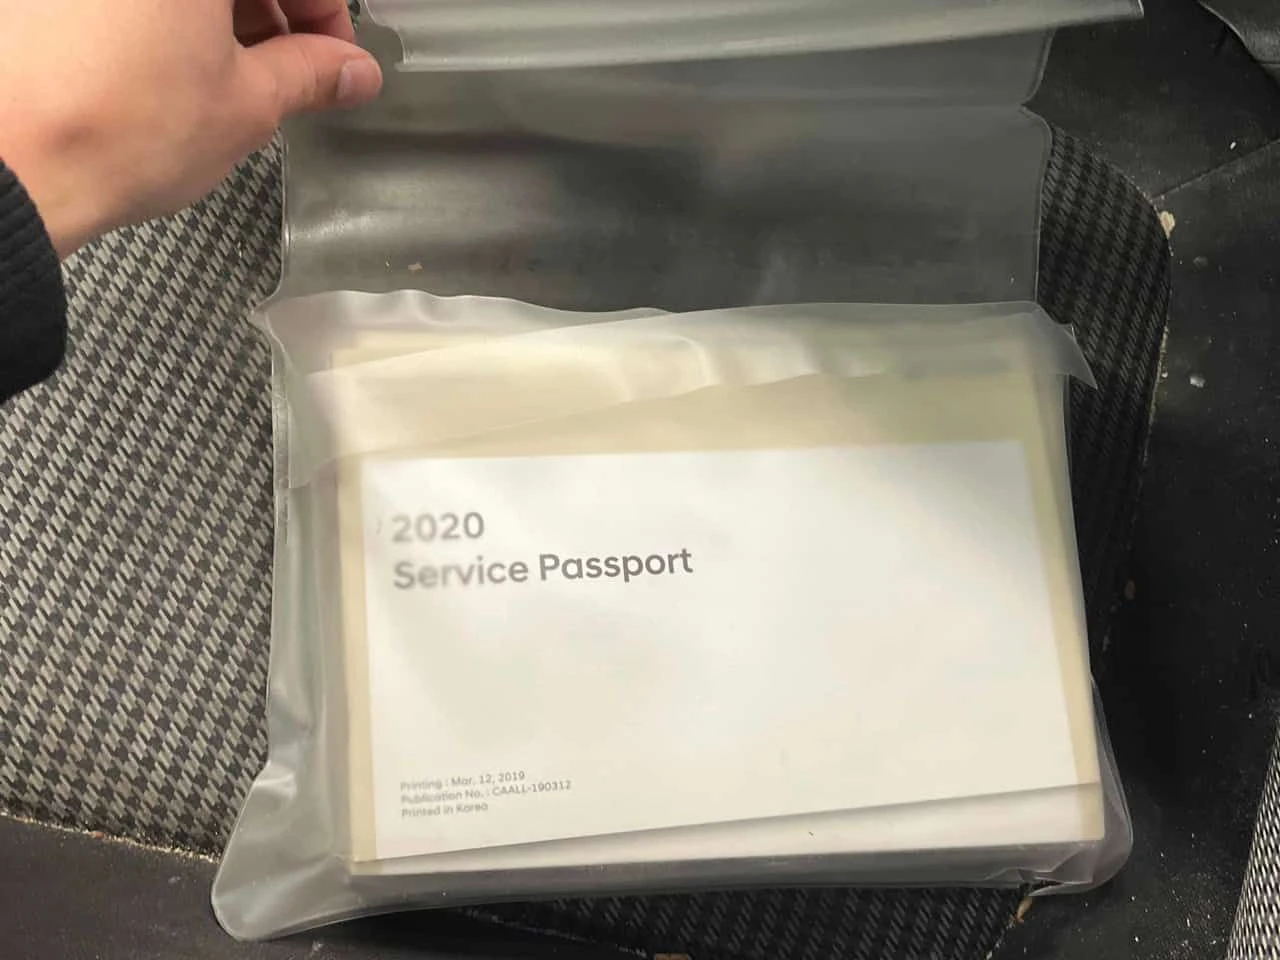 2020
Service Passport
Printing : Mar. 12, 2019
Publication No. : CAALL-190312
Printed in Korea